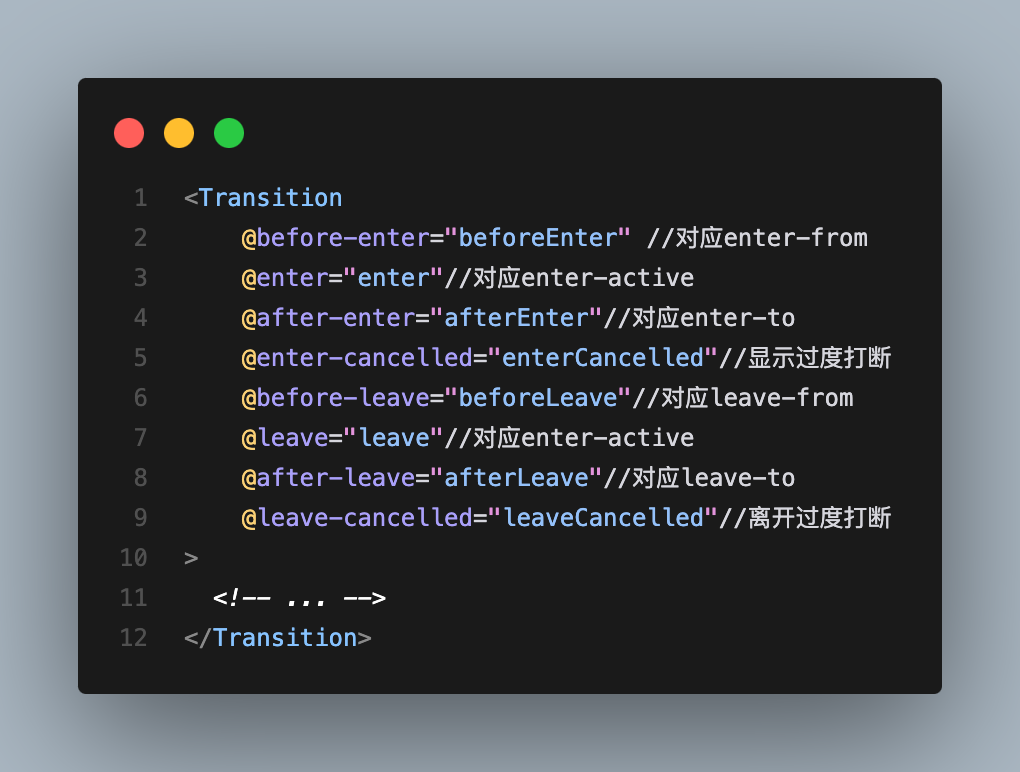 1 <Transition
2 @before-enter="beforeEnter" //对应enter-from
3 @enter="enter"//对应enter-active
4 @after-enter="afterEnter"//对应enter-to
5 @enter-cancelled="enterCancelled"//显示过度打断
6 @before-leave="beforeLeave"//对应leave-from
7 @leave="leave"//对应enter-active
8 @after-leave="afterLeave"//对应leave-to
9 @leave-cancelled="leaveCancelled"//离开过度打断
10 >
11 <!-- ... -->
12 </Transition>